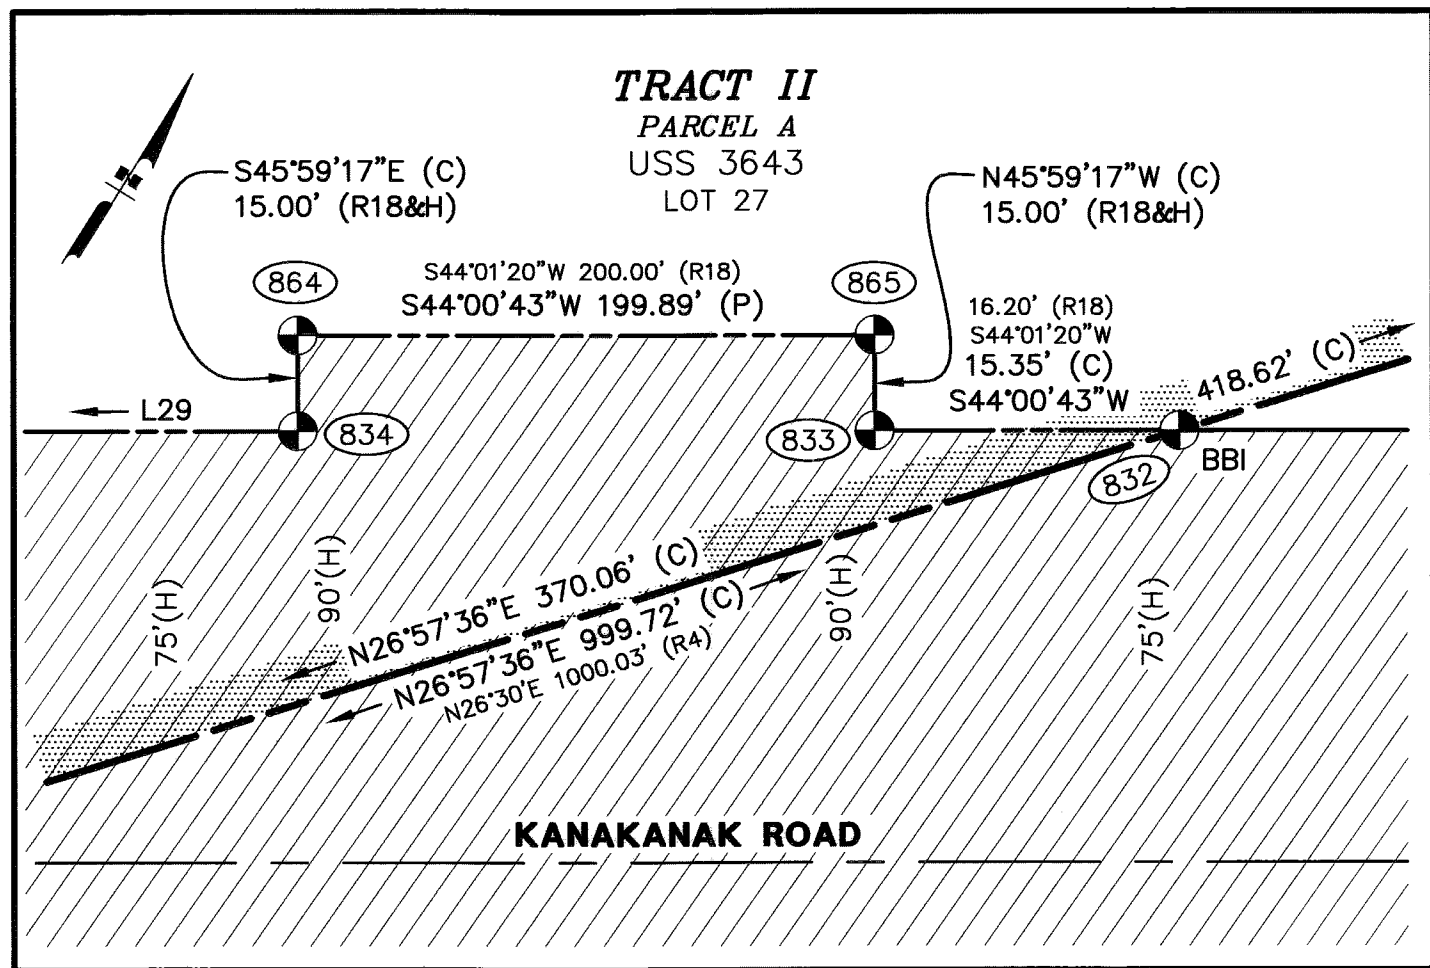 TRACT II
PARCEL A
USS 3643
LOT 27
S45°59'17"E (C)
15.00' (R18&H)
N45°59'17"W (C)
15.00' (R18&H)
864
S44°01'20"W 200.00' (R18)
S44°00'43"W 199.89' (P)
865
16.20' (R18)
S44°01'20"W
15.35' (C)
S44°00'43"W
418.62' (C)
L29
834
833
832
BBI
75'(H)
90'(H)
N26°57'36"E 370.06' (C)
N26°57'36"E 999.72' (C)
N26°30'E 1000.03' (R4)
90'(H)
75'(H)
KANAKANAK ROAD